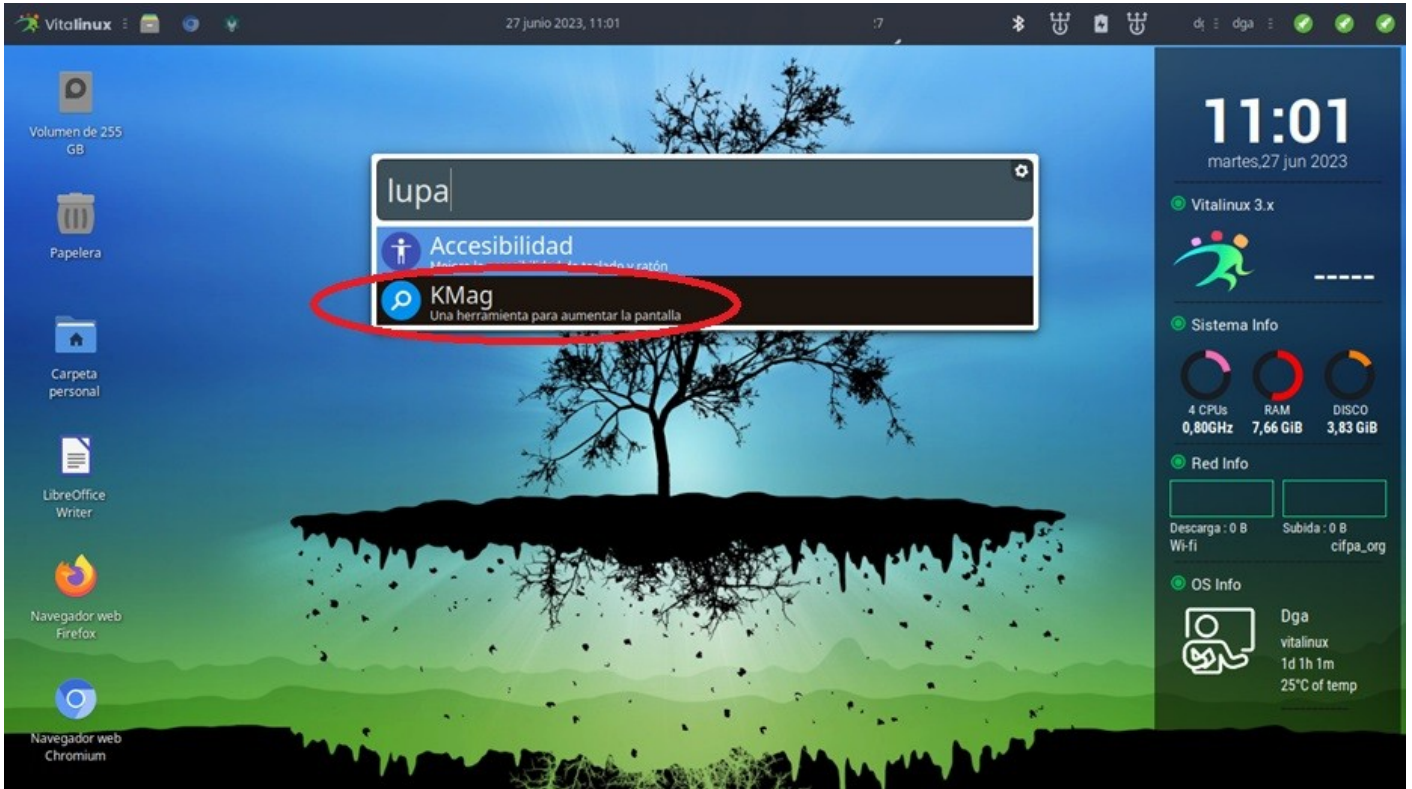 Vitalinux
27 junio 2023, 11:01
:7
dga
Volumen de 255
GB
Papelera
Carpeta
personal
LibreOffice
Writer
Navegador web
Firefox
Navegador web
Chromium
lupa
Accesibilidad
KMag
Una herramienta para aumentar la pantalla
11:01
martes,27 jun 2023
Vitalinux 3.x
-----
Sistema Info
4 CPUs RAM DISCO
0,80GHz 7,66 GiB 3,83 GiB
Red Info
Descarga : 0 B Subida : 0 B
Wi-fi cifpa_org
OS Info
Dga
vitalinux
1d 1h 1m
25°C of temp